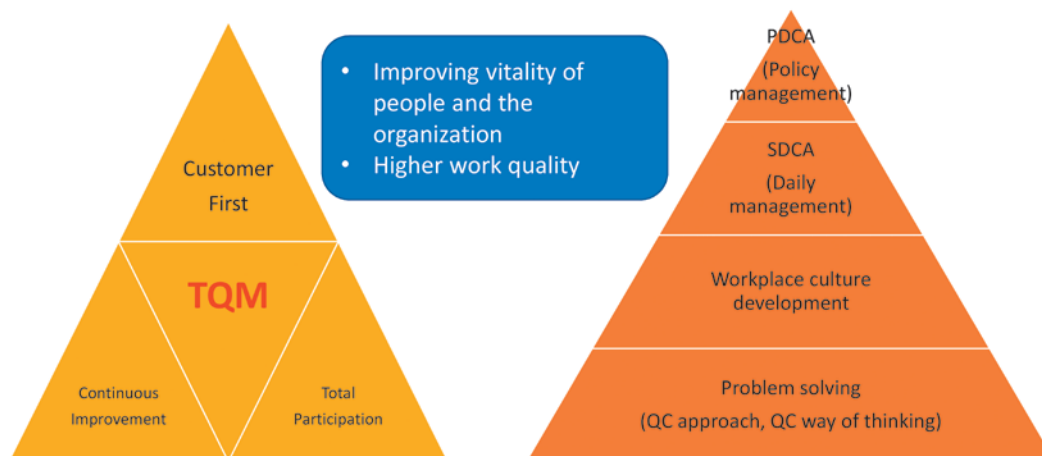 Customer
First
TQM
Continuous
Improvement
Total
Participation
• Improving vitality of
people and the
organization
• Higher work quality
PDCA
(Policy
management)
SDCA
(Daily
management)
Workplace culture
development
Problem solving
(QC approach, QC way of thinking)